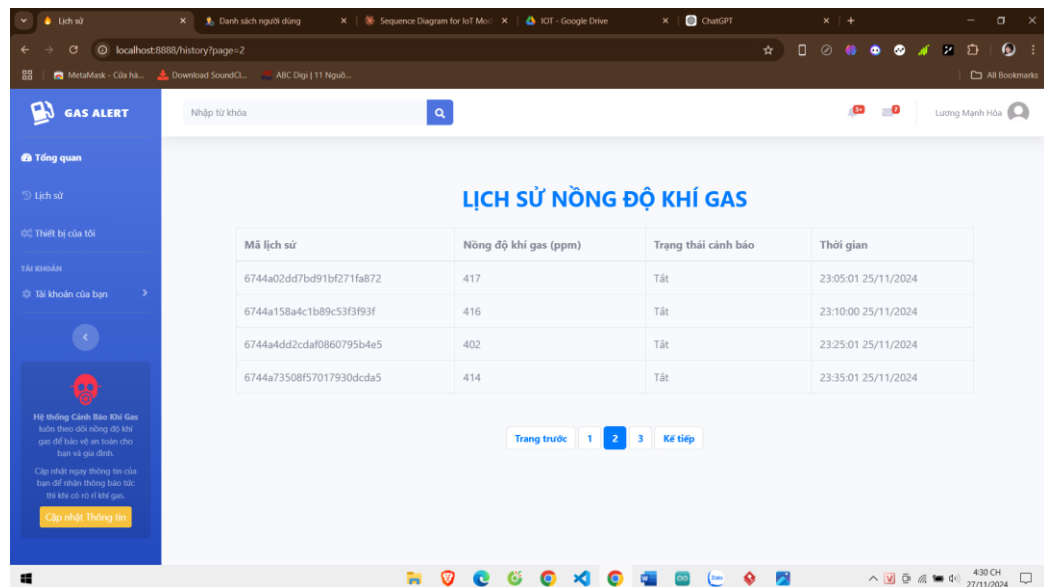 Lịch sử
Danh sách người dùng
Sequence Diagram for IoT Mod
IOT - Google Drive
ChatGPT
localhost:8888/history?page=2
MetaMask - Cửa hà...
Download SoundCl...
ABC Digi | 11 Nguồ...
All Bookmarks
GAS ALERT
Nhập từ khóa
3+
7
Lương Mạnh Hòa
Tổng quan
Lịch sử
Thiết bị của tôi
TÀI KHOẢN
Tài khoản của bạn
Hệ thống Cảnh Báo Khí Gas
luôn theo dõi nồng độ khí
gas để bảo vệ an toàn cho
bạn và gia đình.
Cập nhật ngay thông tin của
bạn để nhận thông báo tức
thì khi có rò rỉ khí gas.
Cập nhật Thông tin
LỊCH SỬ NỒNG ĐỘ KHÍ GAS
Mã lịch sử Nồng độ khí gas (ppm) Trạng thái cảnh báo Thời gian
6744a02dd7bd91bf271fa872 417 Tắt 23:05:01 25/11/2024
6744a158a4c1b89c53f3f93f 416 Tắt 23:10:00 25/11/2024
6744a4dd2cdaf0860795b4e5 402 Tắt 23:25:01 25/11/2024
6744a73508f57017930dcda5 414 Tắt 23:35:01 25/11/2024
Trang trước 1 2 3 Kế tiếp
Zalo
4:30 CH
27/11/2024